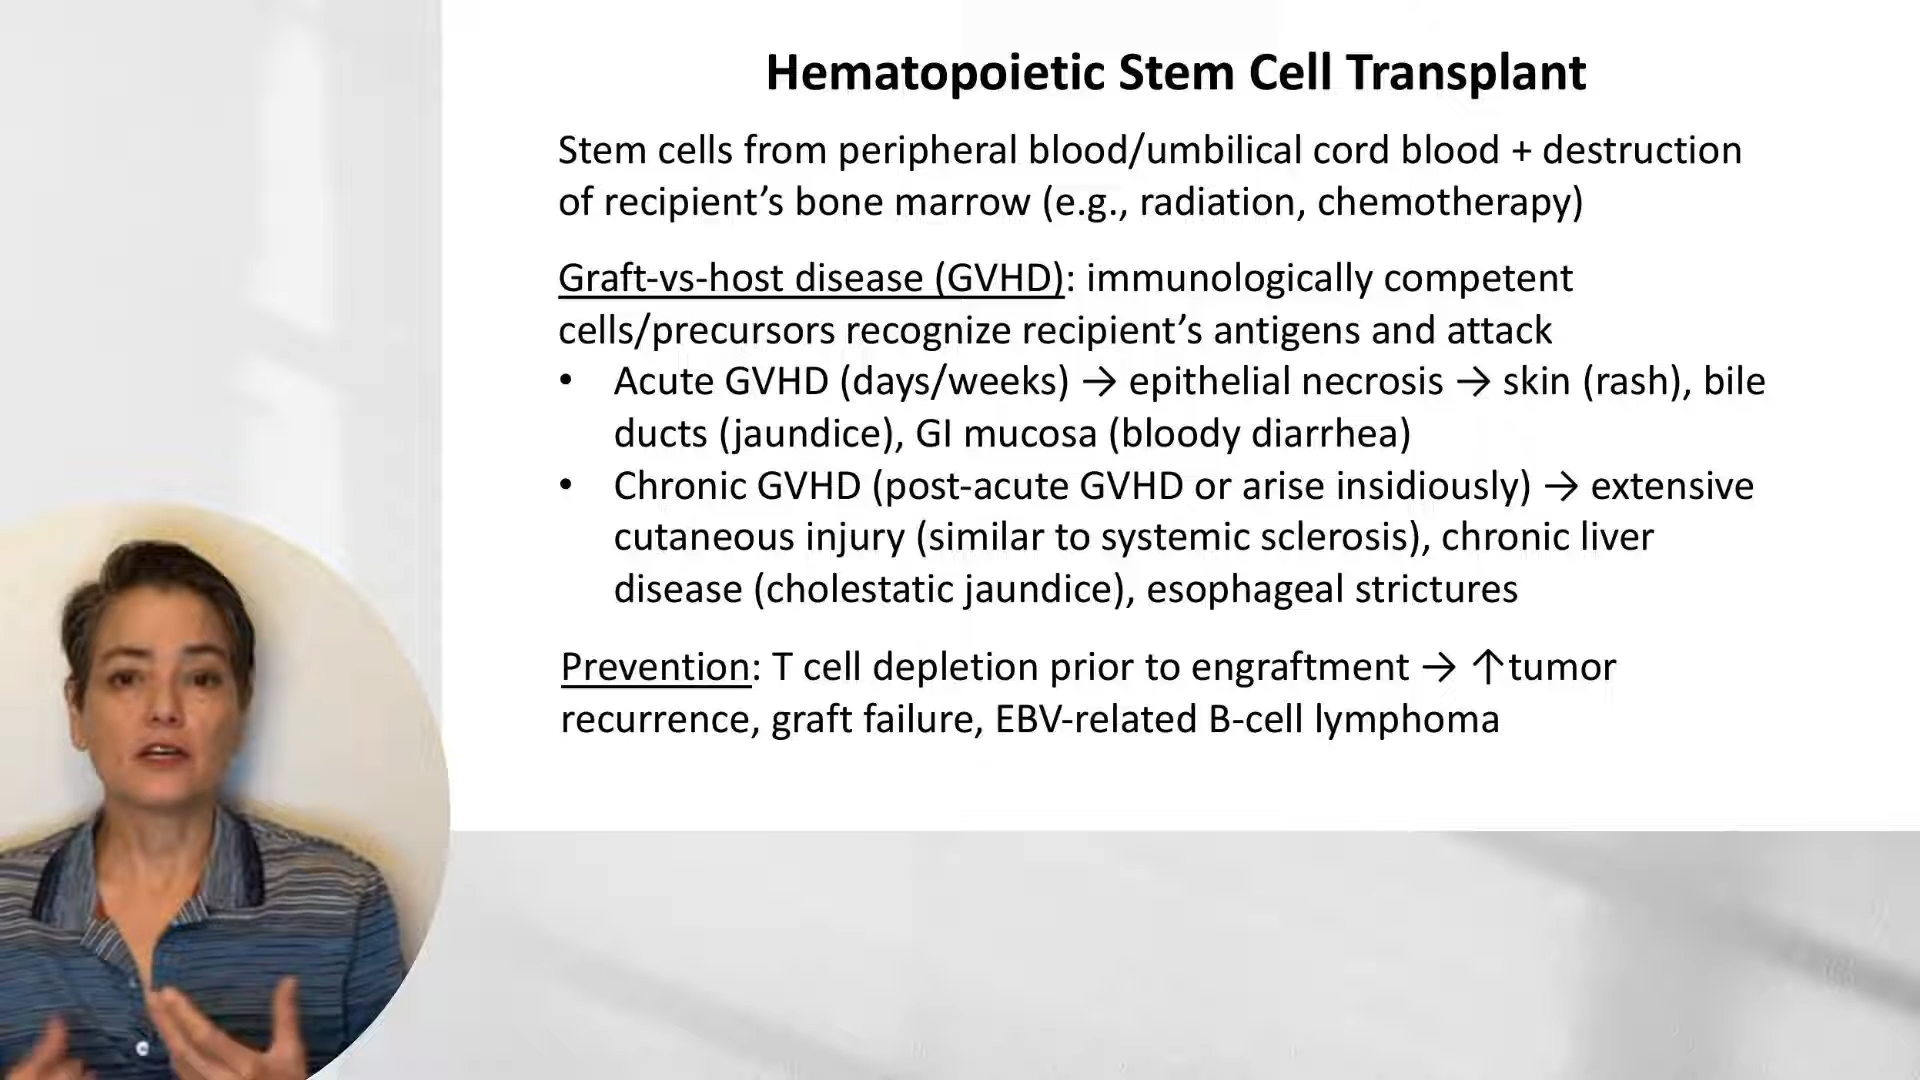 Hematopoietic Stem Cell Transplant
Stem cells from peripheral blood/umbilical cord blood + destruction
of recipient’s bone marrow (e.g., radiation, chemotherapy)
Graft-vs-host disease (GVHD): immunologically competent
cells/precursors recognize recipient’s antigens and attack
• Acute GVHD (days/weeks) → epithelial necrosis → skin (rash), bile
ducts (jaundice), GI mucosa (bloody diarrhea)
• Chronic GVHD (post-acute GVHD or arise insidiously) → extensive
cutaneous injury (similar to systemic sclerosis), chronic liver
disease (cholestatic jaundice), esophageal strictures
Prevention: T cell depletion prior to engraftment → ↑tumor
recurrence, graft failure, EBV-related B-cell lymphoma